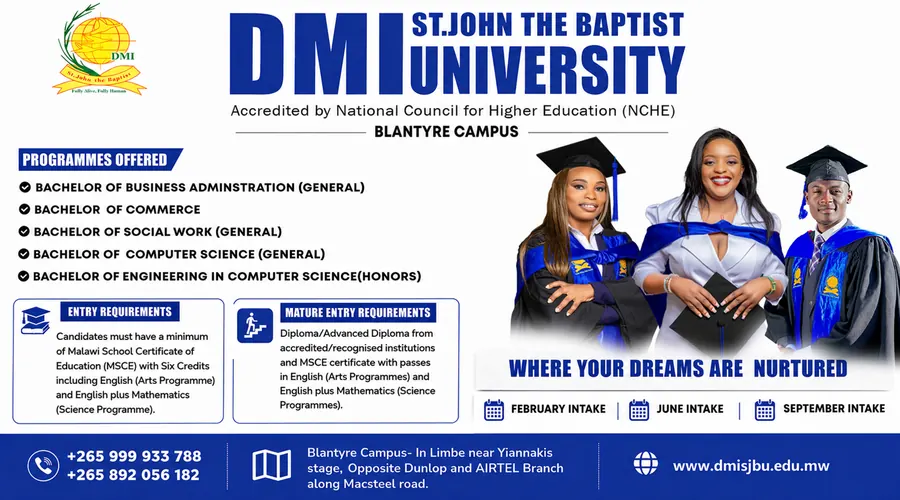 DMI
St.John the Baptist
Fully Alive, Fully Human
DMI
ST.JOHN THE BAPTIST
UNIVERSITY
Accredited by National Council for Higher Education (NCHE)
BLANTYRE CAMPUS
PROGRAMMES OFFERED
BACHELOR OF BUSINESS ADMINSTRATION (GENERAL)
BACHELOR OF COMMERCE
BACHELOR OF SOCIAL WORK (GENERAL)
BACHELOR OF COMPUTER SCIENCE (GENERAL)
BACHELOR OF ENGINEERING IN COMPUTER SCIENCE(HONORS)
ENTRY REQUIREMENTS
Candidates must have a minimum
of Malawi School Certificate of
Education (MSCE) with Six Credits
including English (Arts Programme)
and English plus Mathematics
(Science Programme).
MATURE ENTRY REQUIREMENTS
Diploma/Advanced Diploma from
accredited/recognised institutions
and MSCE certificate with passes
in English (Arts Programmes) and
English plus Mathematics (Science
Programmes).
WHERE YOUR DREAMS ARE NURTURED
FEBRUARY INTAKE
JUNE INTAKE
SEPTEMBER INTAKE
+265 999 933 788
+265 892 056 182
Blantyre Campus- In Limbe near Yiannakis
stage, Opposite Dunlop and AIRTEL Branch
along Macsteel road.
www.dmisjbu.edu.mw